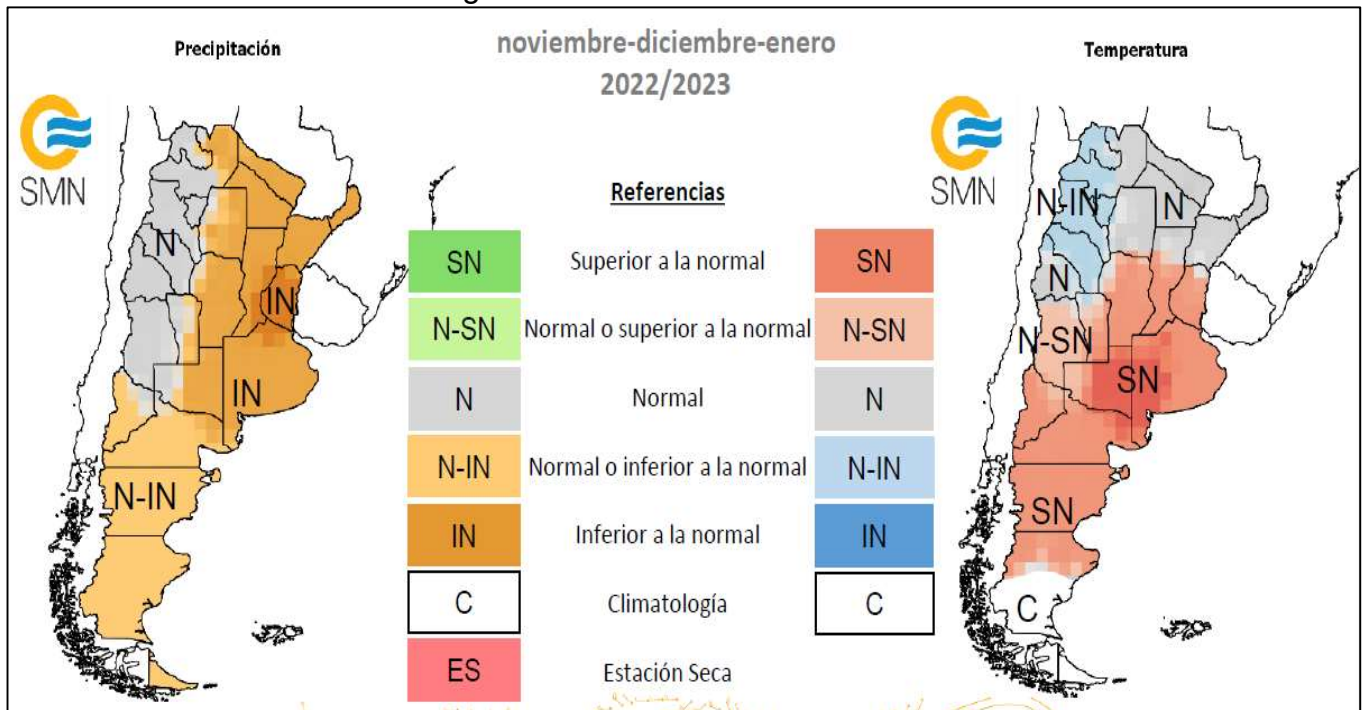 Precipitación
noviembre-diciembre-enero
2022/2023
Temperatura
SMN
SMN
Referencias
SN Superior a la normal SN
N-SN Normal o superior a la normal N-SN
N Normal N
N-IN Normal o inferior a la normal N-IN
IN Inferior a la normal IN
C Climatología C
ES Estación Seca
N
IN
IN
N-IN
N-IN
N
N
N-SN
SN
SN
C